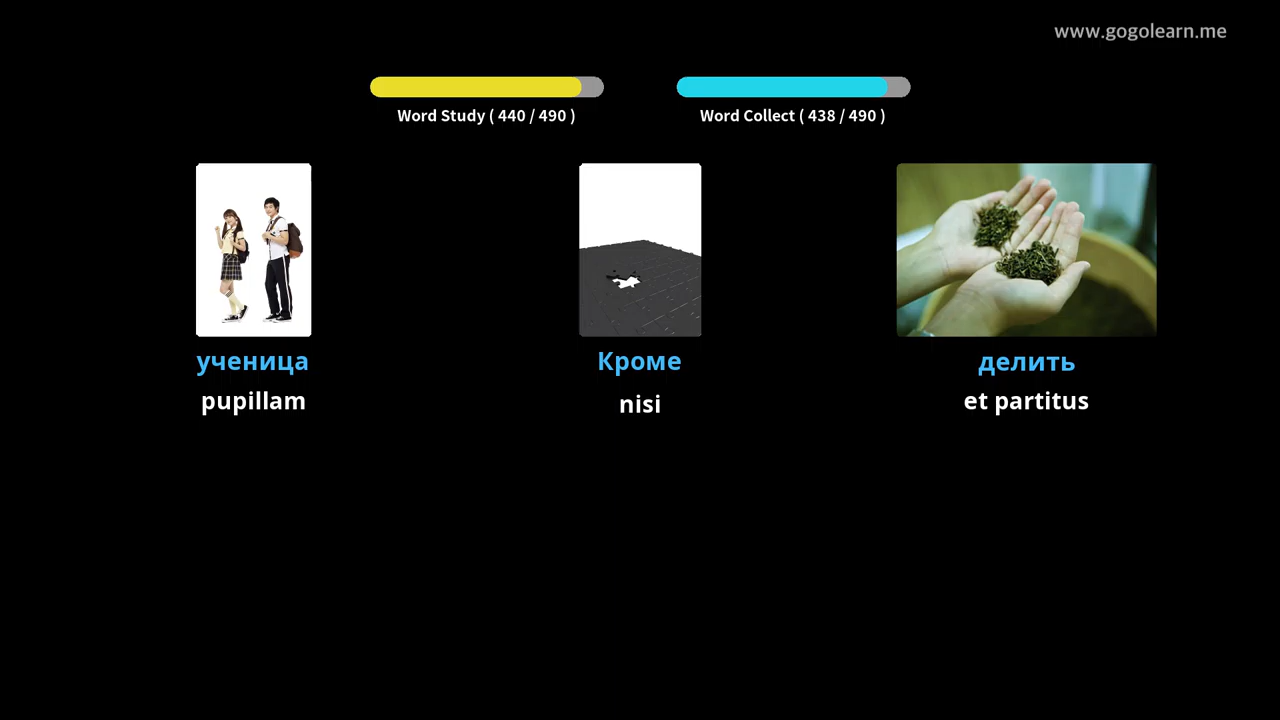 www.gogolearn.me
Word Study ( 440 / 490 )
Word Collect ( 438 / 490 )
ученица
Кроме
делить
pupillam
nisi
et partitus